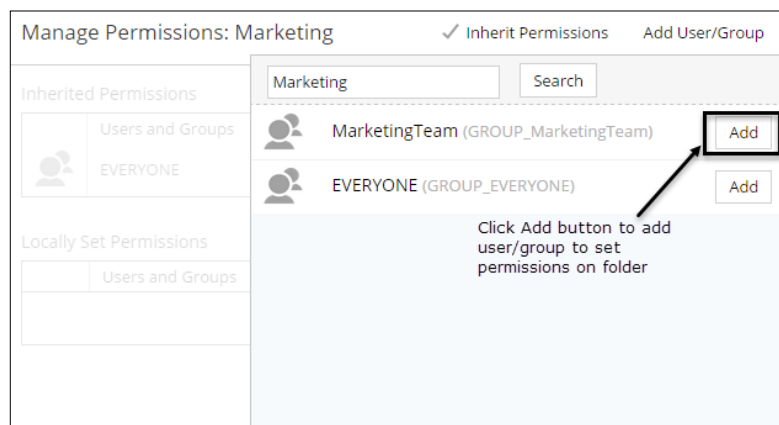 Manage Permissions: Marketing
Inherit Permissions
Add User/Group
Marketing
Search
Inherited Permissions
Users and Groups
EVERYONE
MarketingTeam (GROUP_MarketingTeam)
Add
EVERYONE (GROUP_EVERYONE)
Add
Click Add button to add
user/group to set
permissions on folder
Locally Set Permissions
Users and Groups